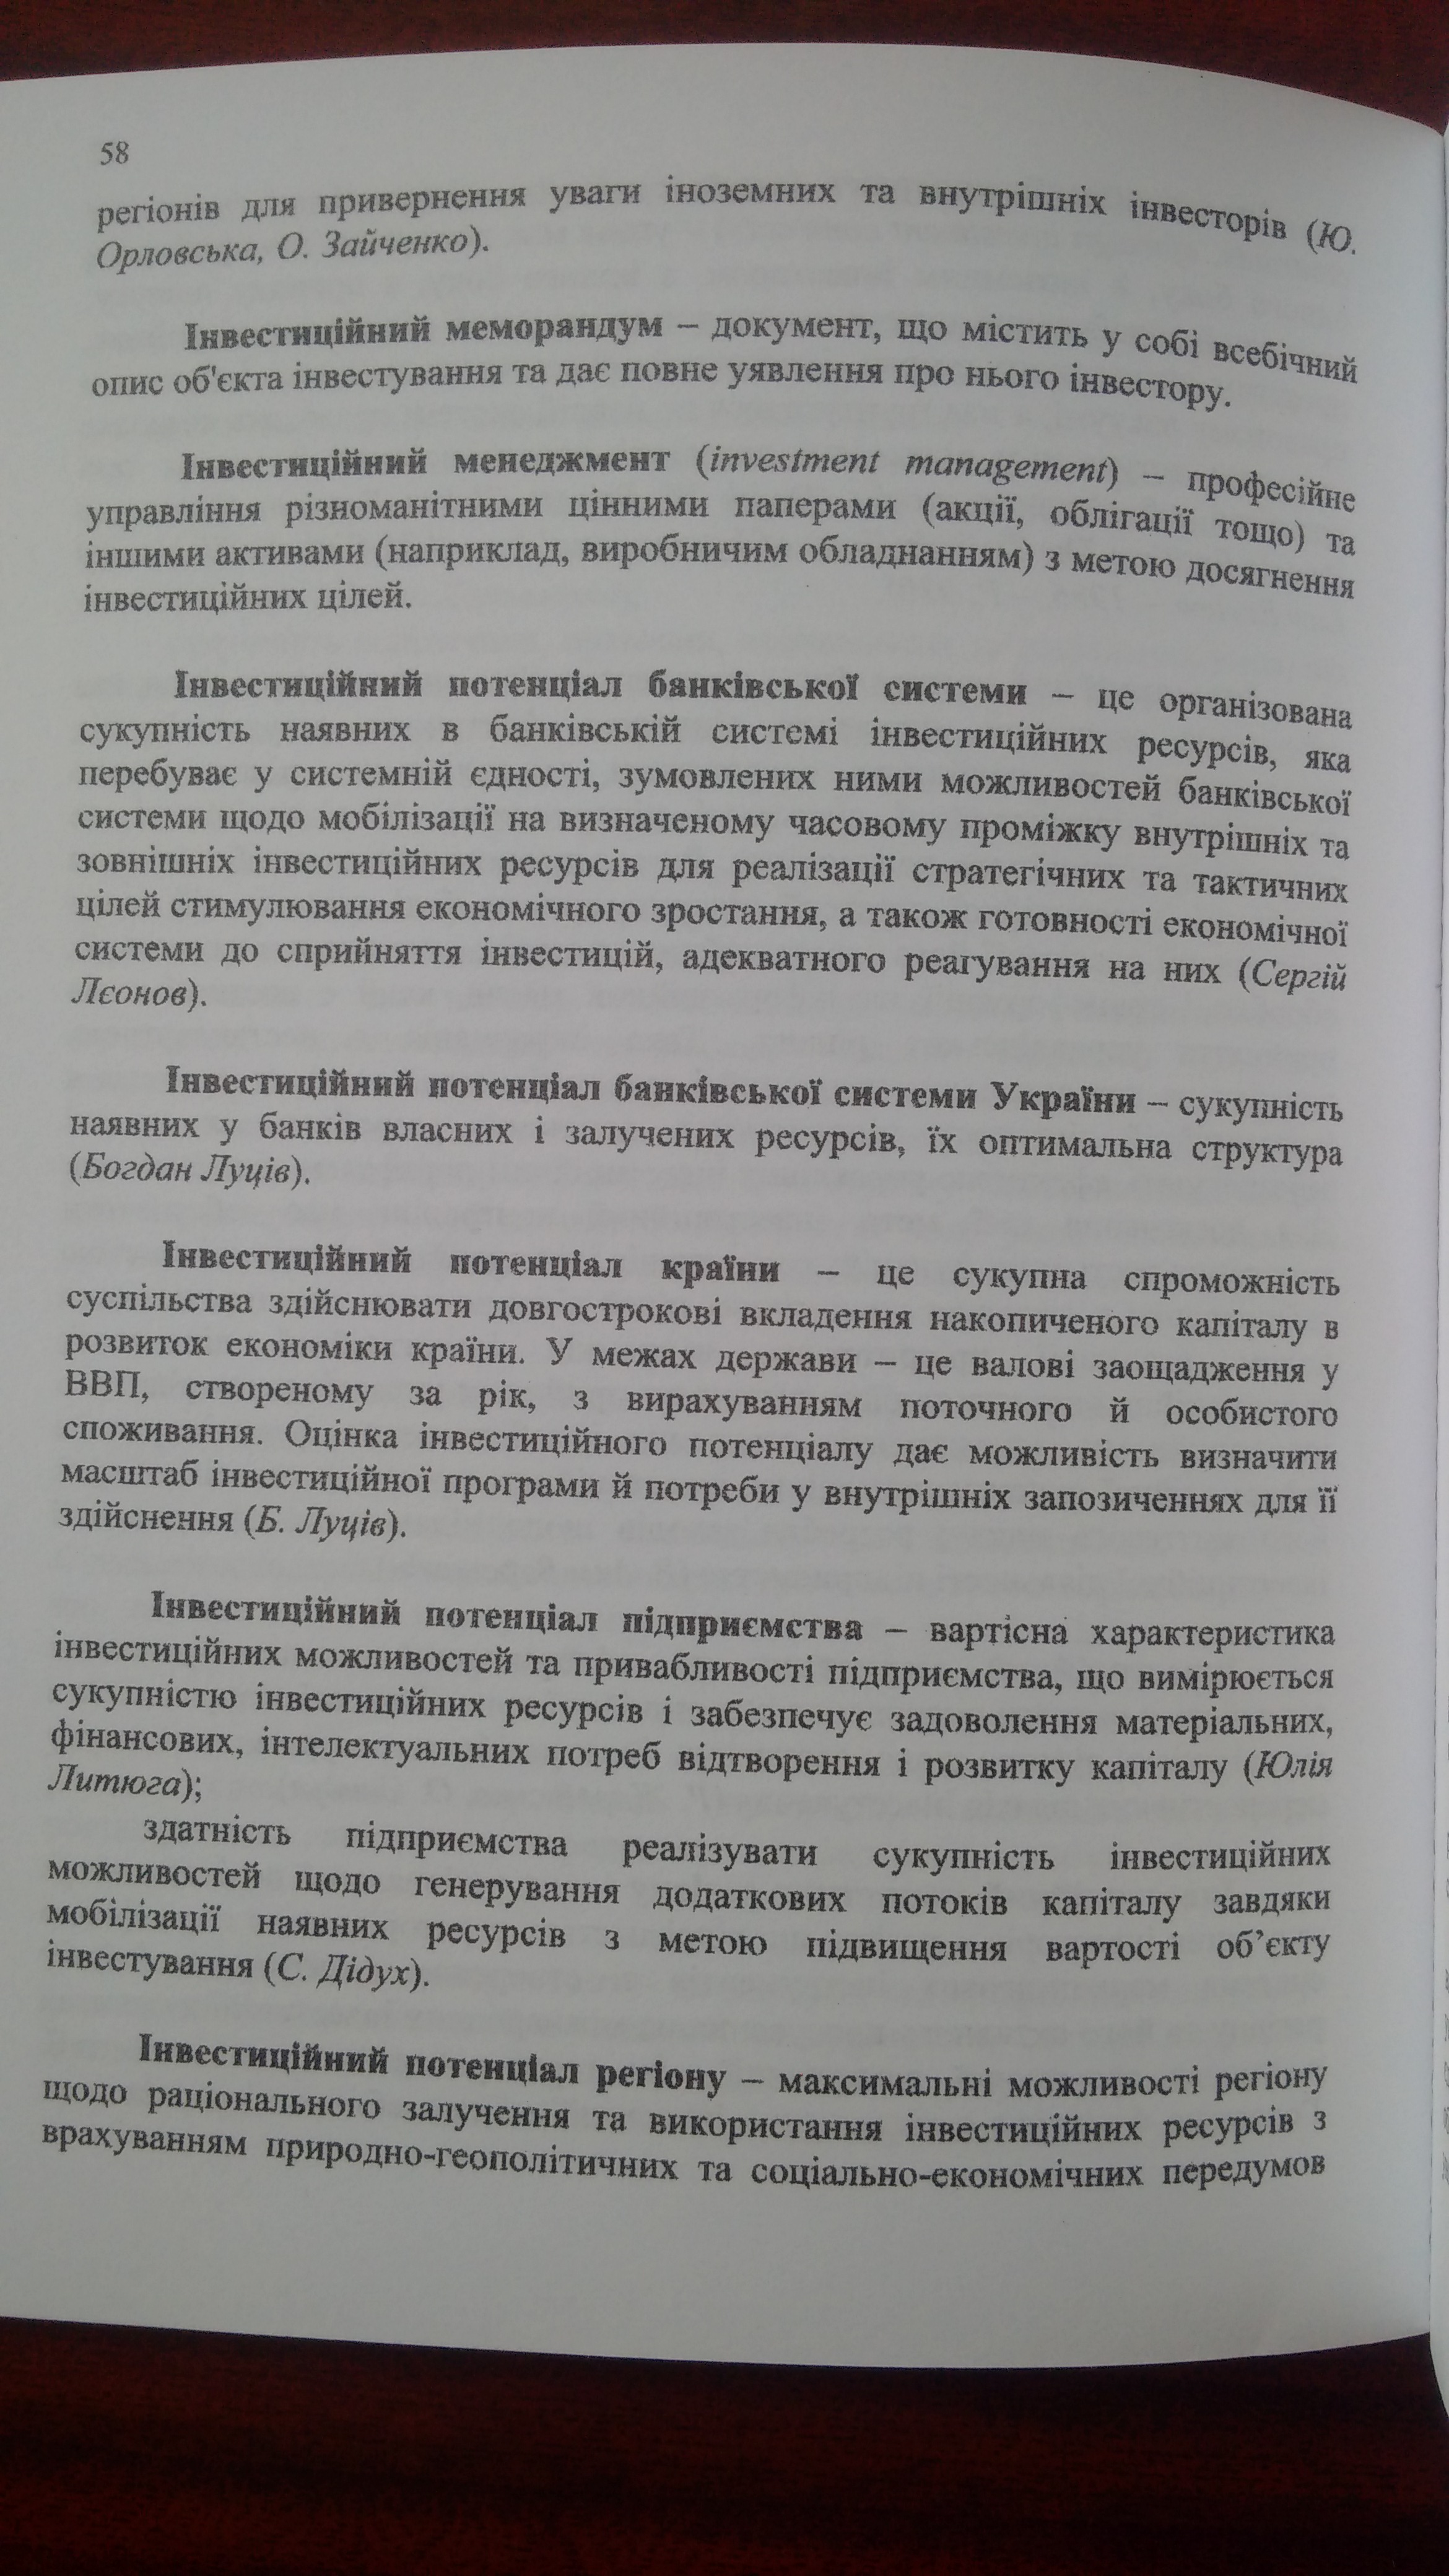 58
регіонів для привернення уваги іноземних та внутрішніх інвесторів (Ю.
Орловська, О. Зайченко).
Інвестиційний меморандум – документ, що містить у собі всебічний
опис об'єкта інвестування та дає повне уявлення про нього інвестору.
Інвестиційний менеджмент (investment management) – професійне
управління різноманітними цінними паперами (акції, облігації тощо) та
іншими активами (наприклад, виробничим обладнанням) з метою досягнення
інвестиційних цілей.
Інвестиційний потенціал банківської системи – це організована
сукупність наявних в банківській системі інвестиційних ресурсів, яка
перебуває у системній єдності, зумовлених ними можливостей банківської
системи щодо мобілізації на визначеному часовому проміжку внутрішніх та
зовнішніх інвестиційних ресурсів для реалізації стратегічних та тактичних
цілей стимулювання економічного зростання, а також готовності економічної
системи до сприйняття інвестицій, адекватного реагування на них (Сергій
Лєонов).
Інвестиційний потенціал банківської системи України – сукупність
наявних у банків власних і залучених ресурсів, їх оптимальна структура
(Богдан Луців).
Інвестиційний потенціал країни – це сукупна спроможність
суспільства здійснювати довгострокові вкладення накопиченого капіталу в
розвиток економіки країни. У межах держави – це валові заощадження у
ВВП, створеному за рік, з вирахуванням поточного й особистого
споживання. Оцінка інвестиційного потенціалу дає можливість визначити
масштаб інвестиційної програми й потреби у внутрішніх запозиченнях для її
здійснення (Б. Луців).
Інвестиційний потенціал підприємства – вартісна характеристика
інвестиційних можливостей та привабливості підприємства, що вимірюється
сукупністю інвестиційних ресурсів і забезпечує задоволення матеріальних,
фінансових, інтелектуальних потреб відтворення і розвитку капіталу (Юлія
Литюга);
здатність підприємства реалізувати сукупність інвестиційних
можливостей щодо генерування додаткових потоків капіталу завдяки
мобілізації наявних ресурсів з метою підвищення вартості об’єкту
інвестування (С. Дідух).
Інвестиційний потенціал регіону – максимальні можливості регіону
щодо раціонального залучення та використання інвестиційних ресурсів з
врахуванням природно-геополітичних та соціально-економічних передумов